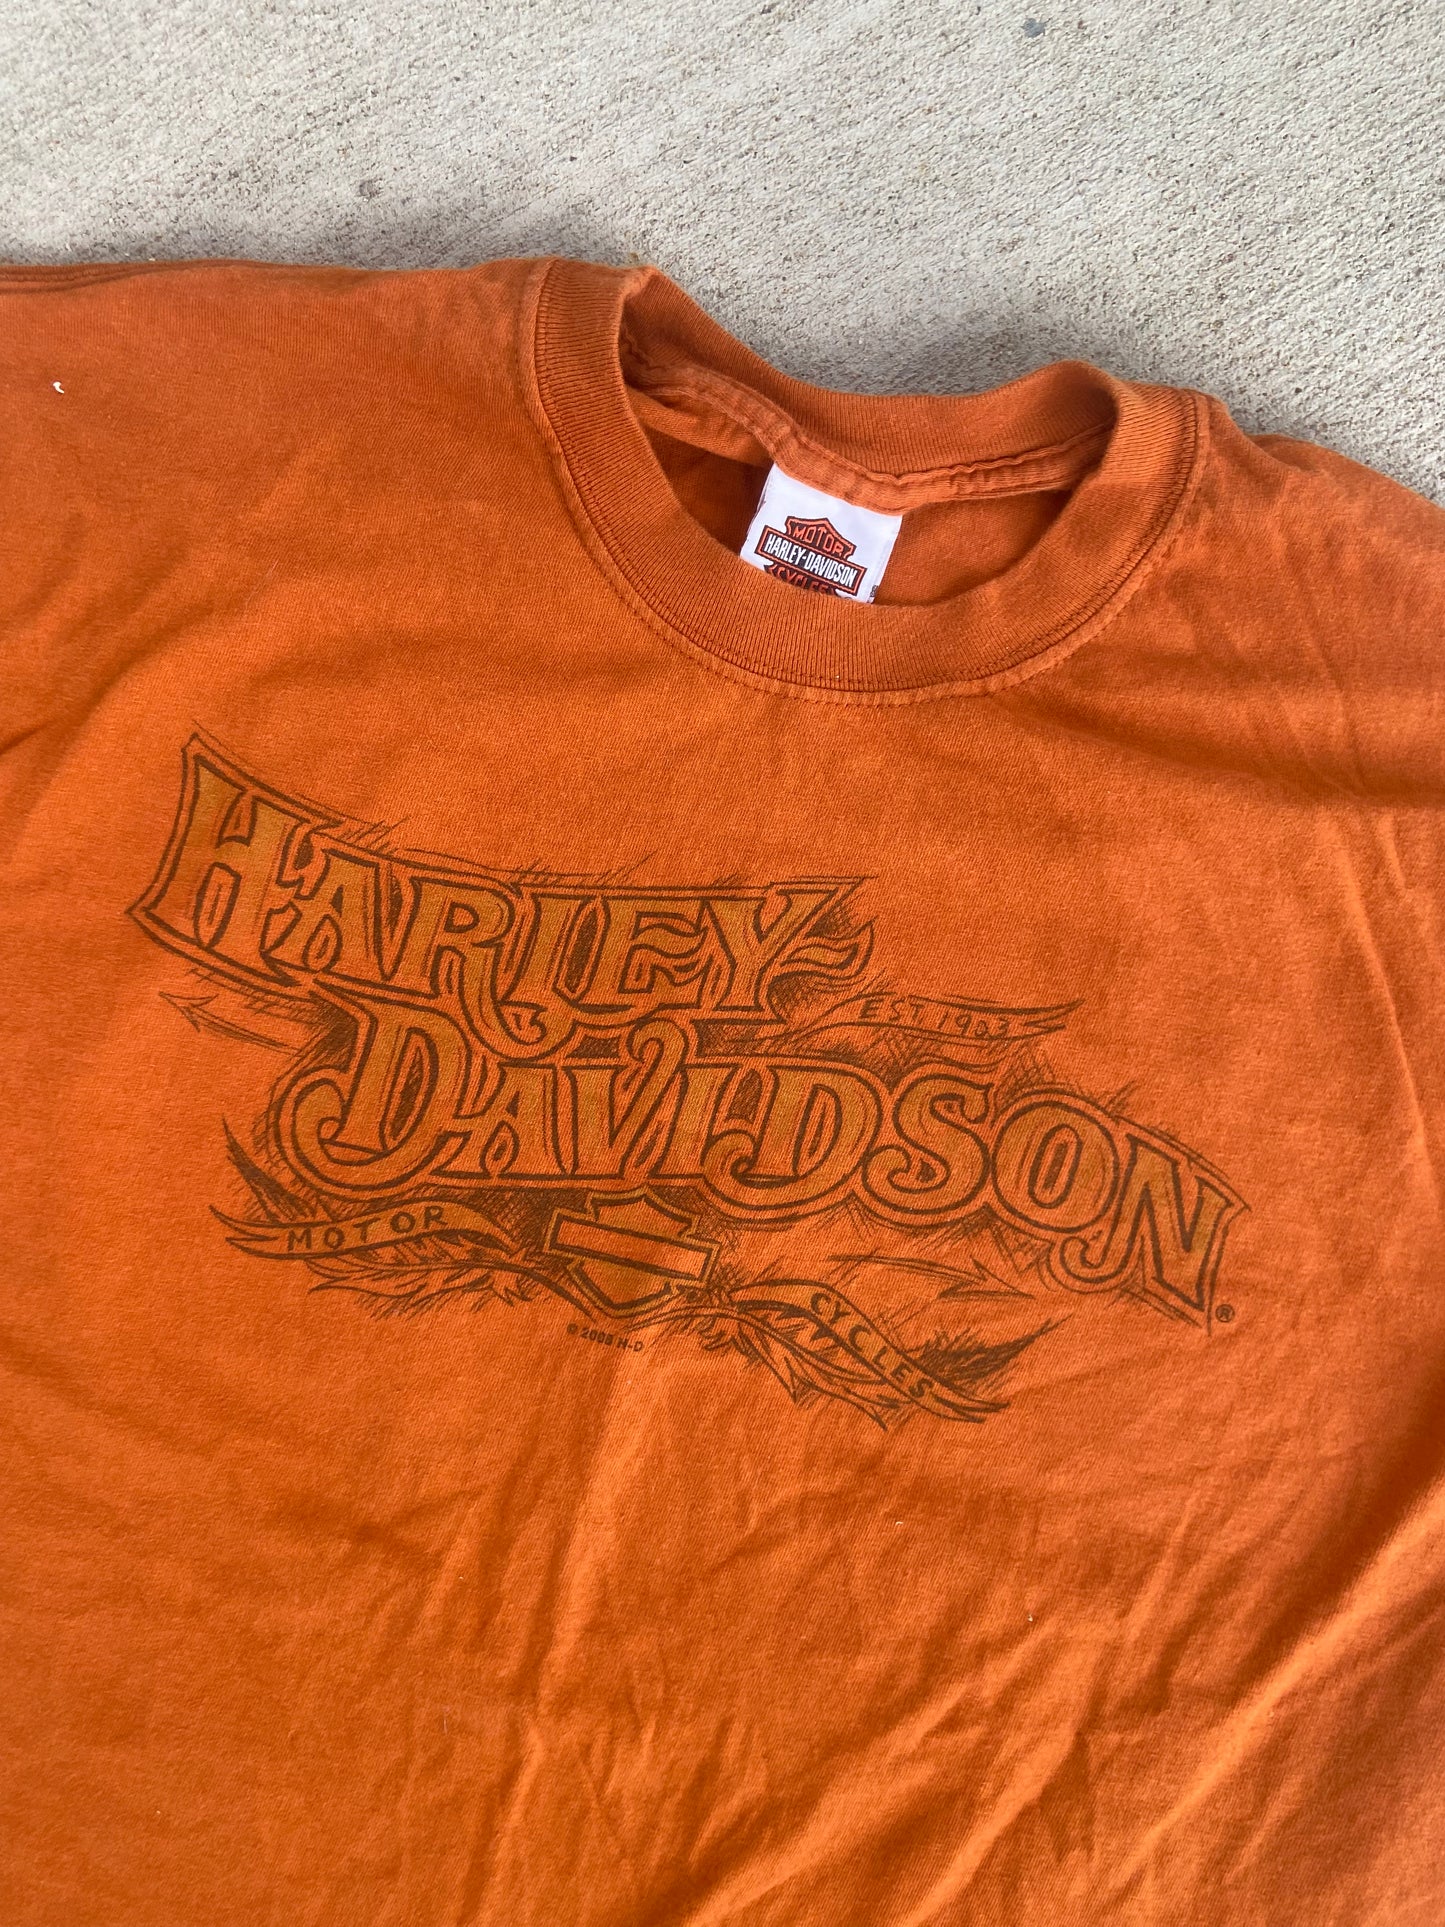 MOTOR
HARLEY-DAVIDSON
CYCLES
HARLEY-
EST 1903
DAVIDSON
MOTOR
CYCLES
®
H-D